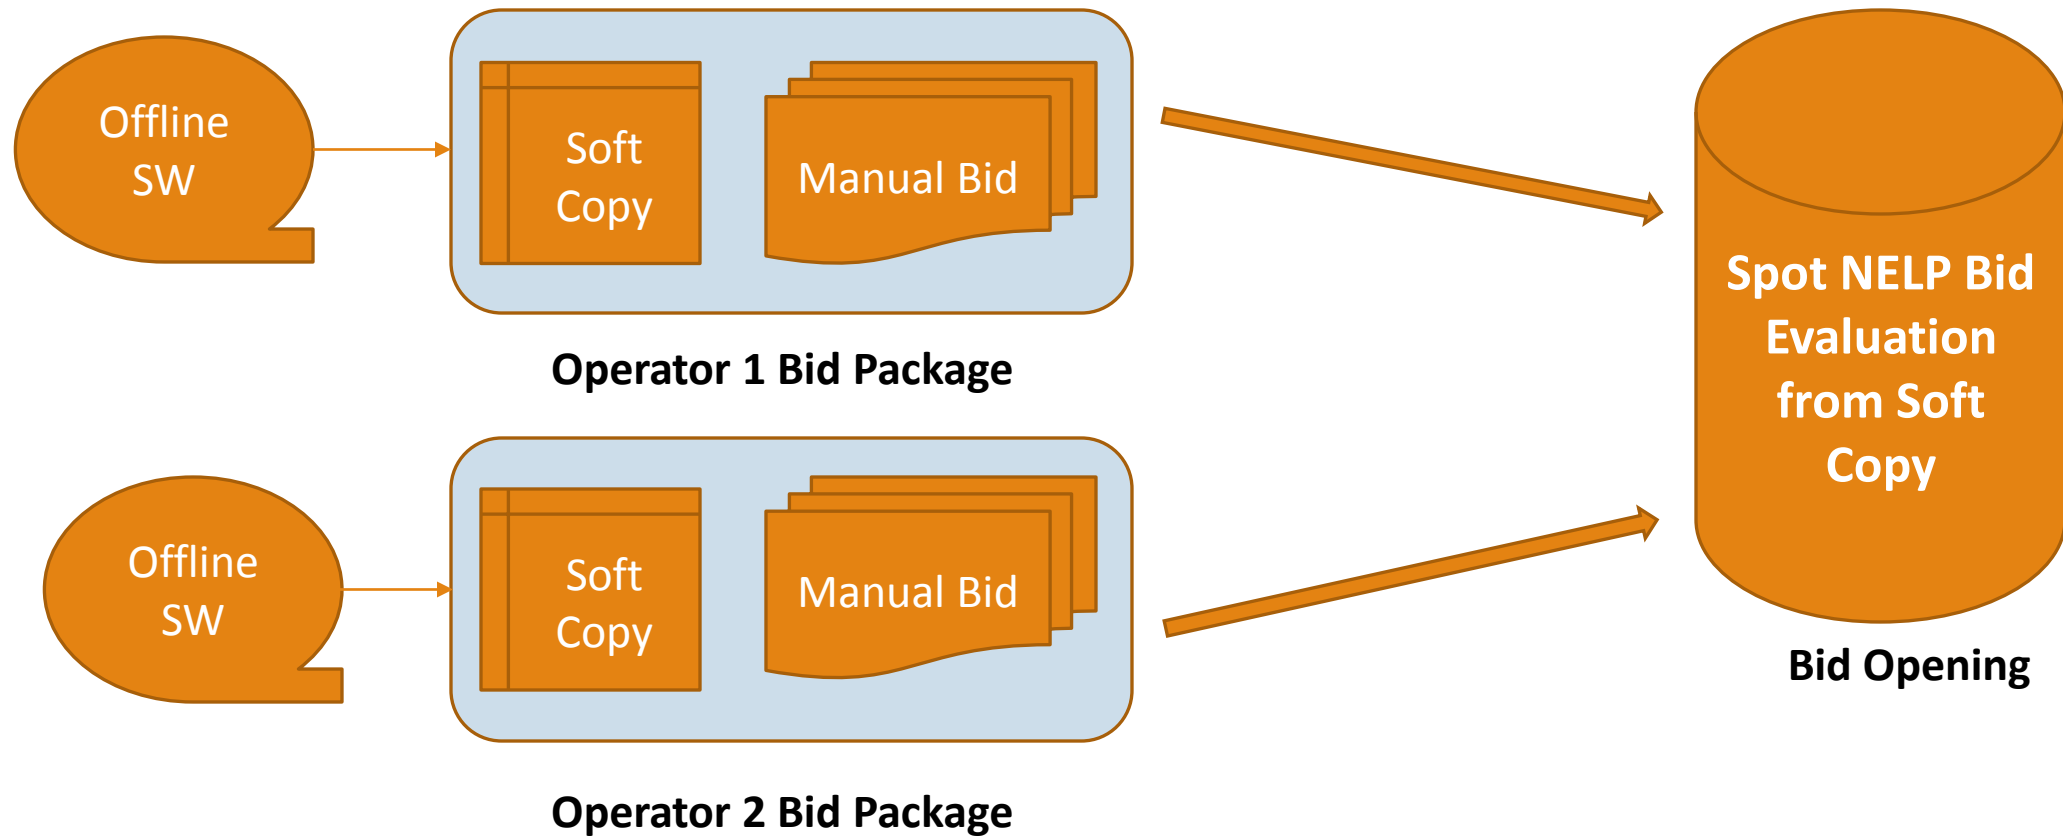 Offline
SW
Soft
Copy
Manual Bid
Operator 1 Bid Package
Offline
SW
Soft
Copy
Manual Bid
Operator 2 Bid Package
Spot NELP Bid
Evaluation
from Soft
Copy
Bid Opening